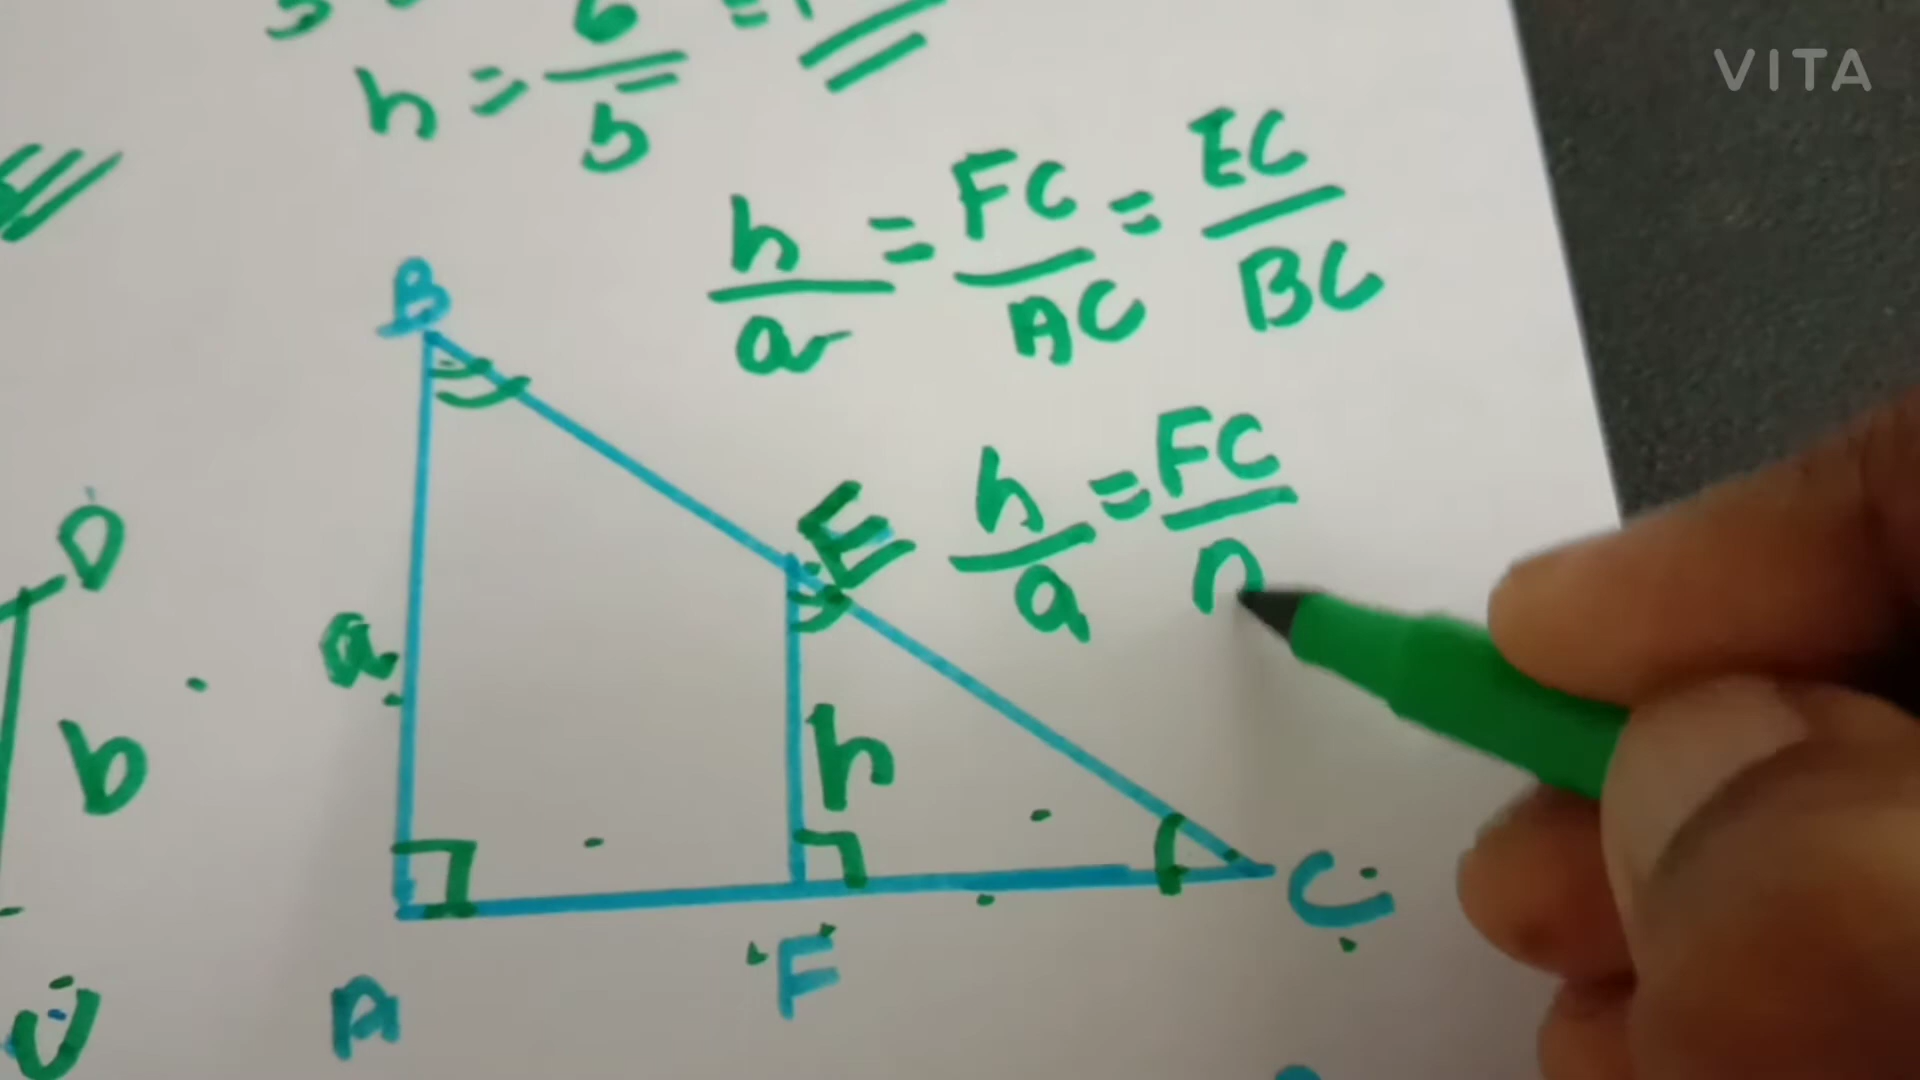 VITA
h = 6/5 =
h/a = FC/AC = EC/BC
B
h/a = FC/
E
D
a
b
h
C
F
A